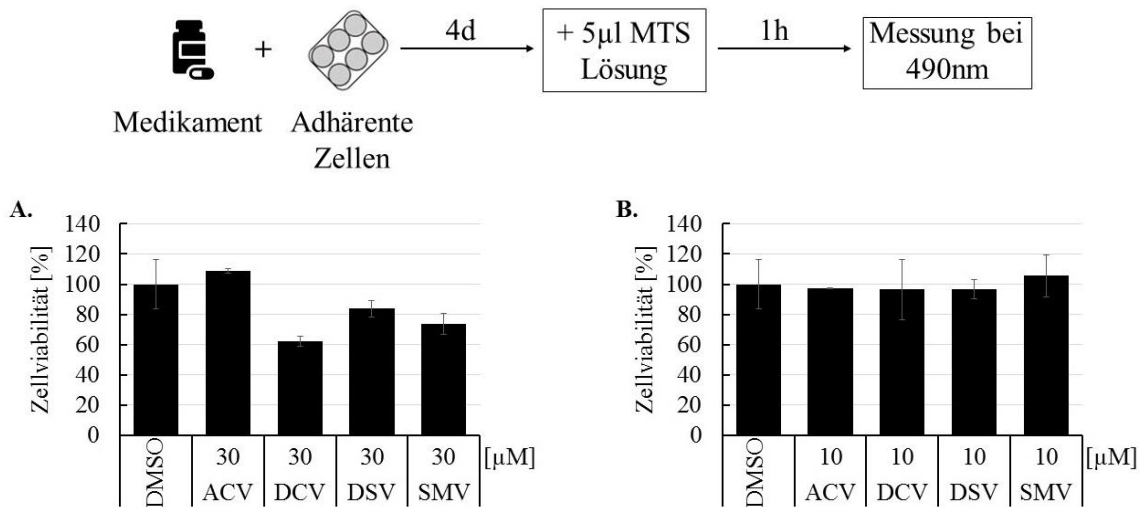 4d
+ 5µl MTS
Lösung
1h
Messung bei
490nm
+
Medikament
Adhärente
Zellen
A.
Zellviabilität [%]
140
120
100
80
60
40
20
0
DMSO
30 30 30 30 [µM]
ACV DCV DSV SMV
B.
Zellviabilität [%]
140
120
100
80
60
40
20
0
DMSO
10 10 10 10 [µM]
ACV DCV DSV SMV